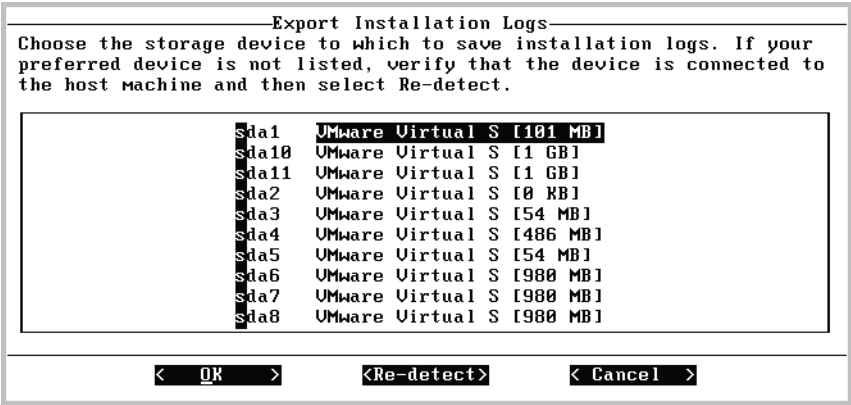 Export Installation Logs
Choose the storage device to which to save installation logs. If your
preferred device is not listed, verify that the device is connected to
the host machine and then select Re-detect.
sda1 VMware Virtual S [101 MB]
sda10 VMware Virtual S [1 GB]
sda11 VMware Virtual S [1 GB]
sda2 VMware Virtual S [0 KB]
sda3 VMware Virtual S [54 MB]
sda4 VMware Virtual S [486 MB]
sda5 VMware Virtual S [54 MB]
sda6 VMware Virtual S [980 MB]
sda7 VMware Virtual S [980 MB]
sda8 VMware Virtual S [980 MB]
< OK > <Re-detect> < Cancel >